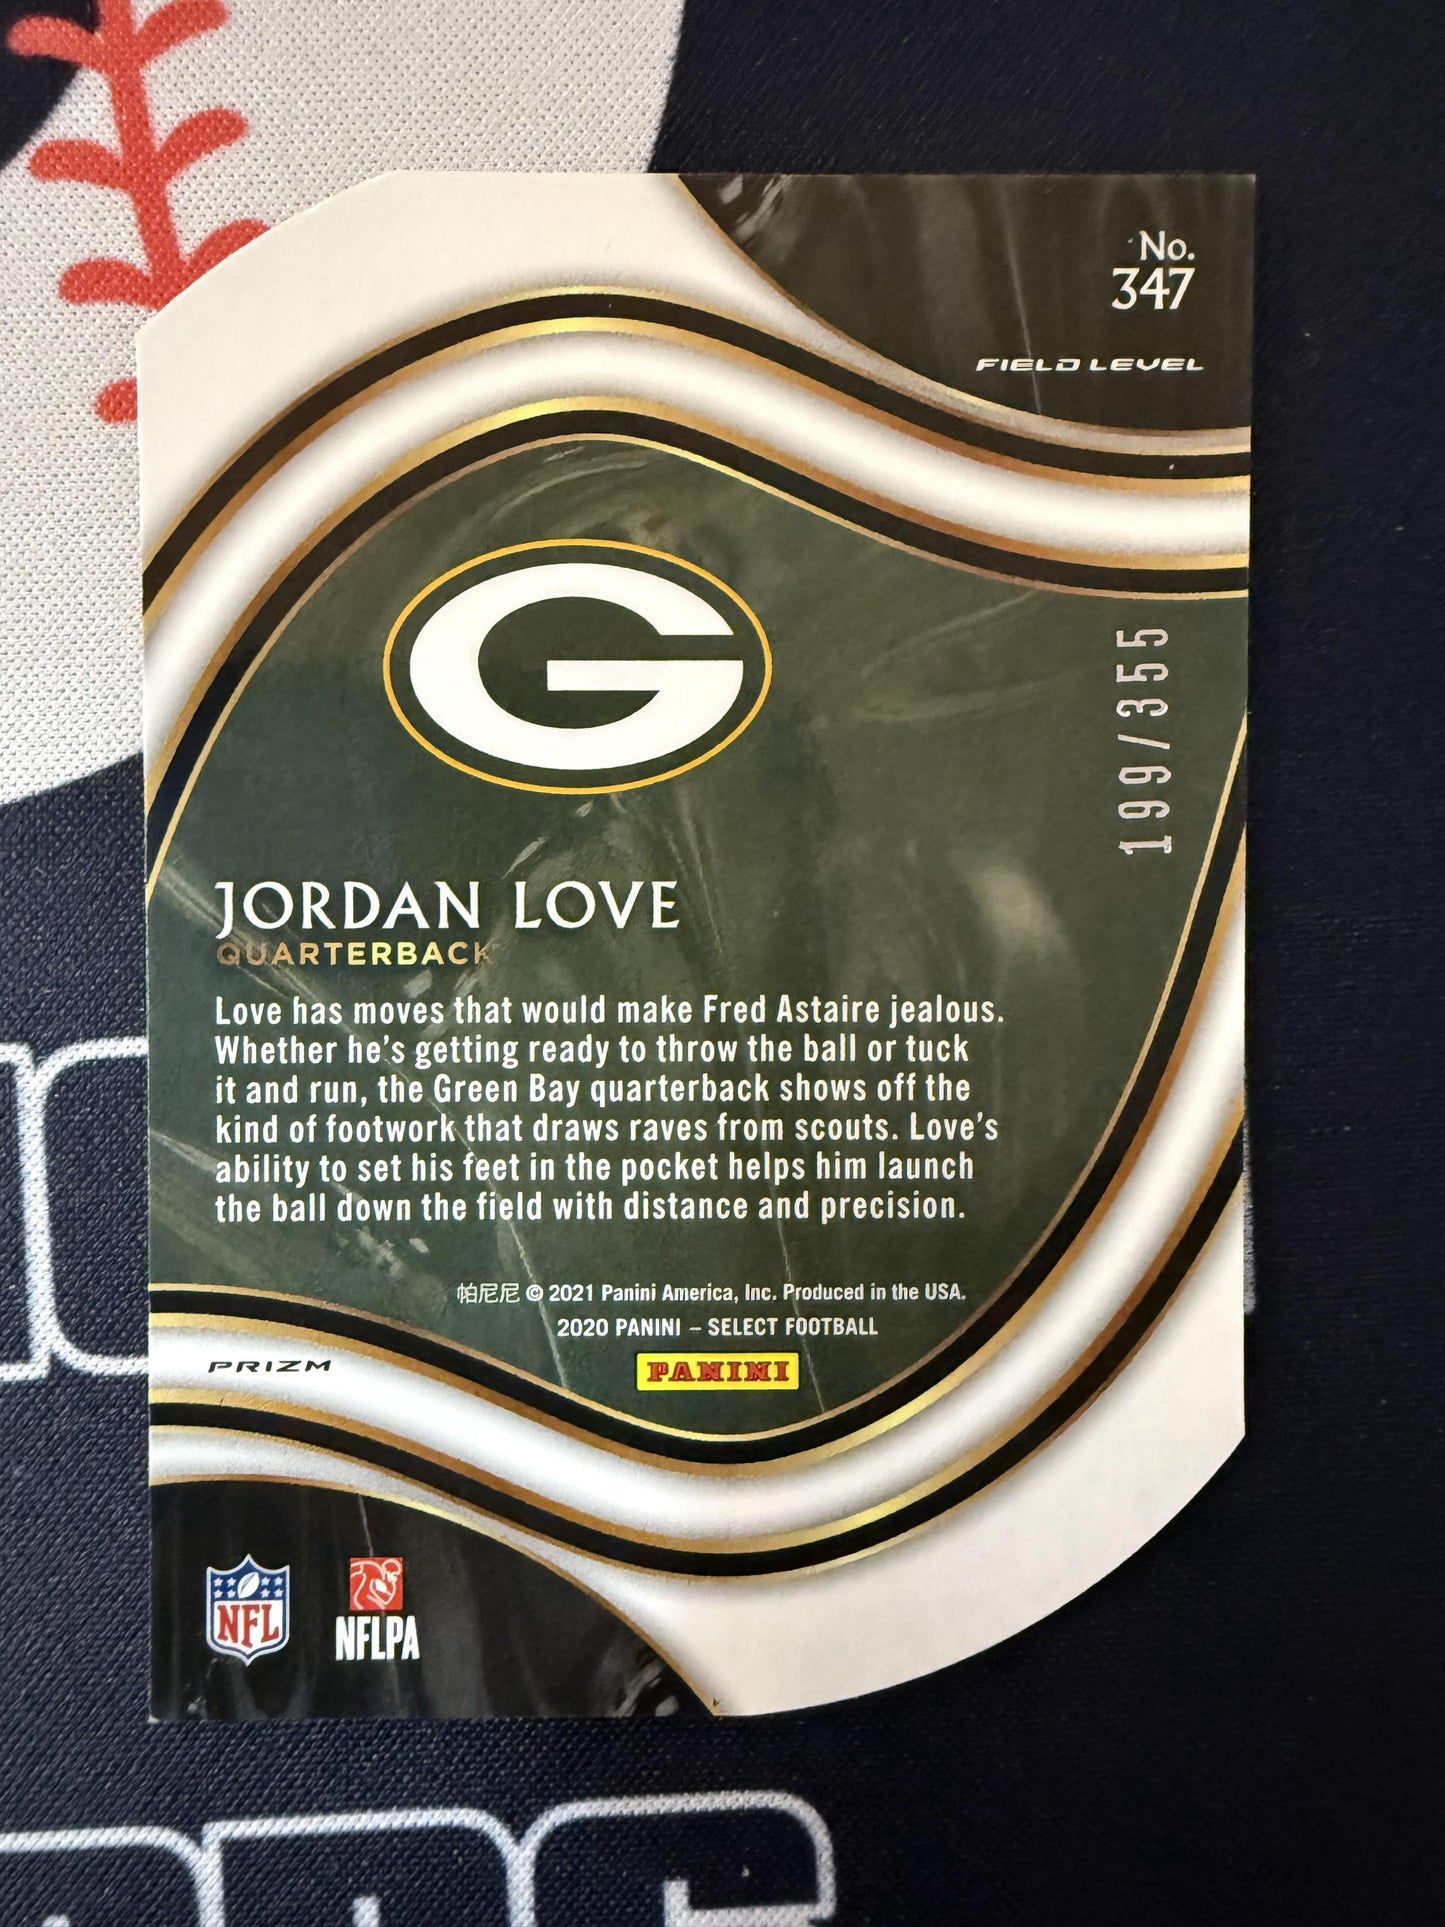 No.
347
FIELD LEVEL
199/355
JORDAN LOVE
QUARTERBACK
Love has moves that would make Fred Astaire jealous.
Whether he's getting ready to throw the ball or tuck
it and run, the Green Bay quarterback shows off the
kind of footwork that draws raves from scouts. Love's
ability to set his feet in the pocket helps him launch
the ball down the field with distance and precision.
帕尼尼 © 2021 Panini America, Inc. Produced in the USA.
2020 PANINI – SELECT FOOTBALL
PRIZM
PANINI
NFL
NFLPA